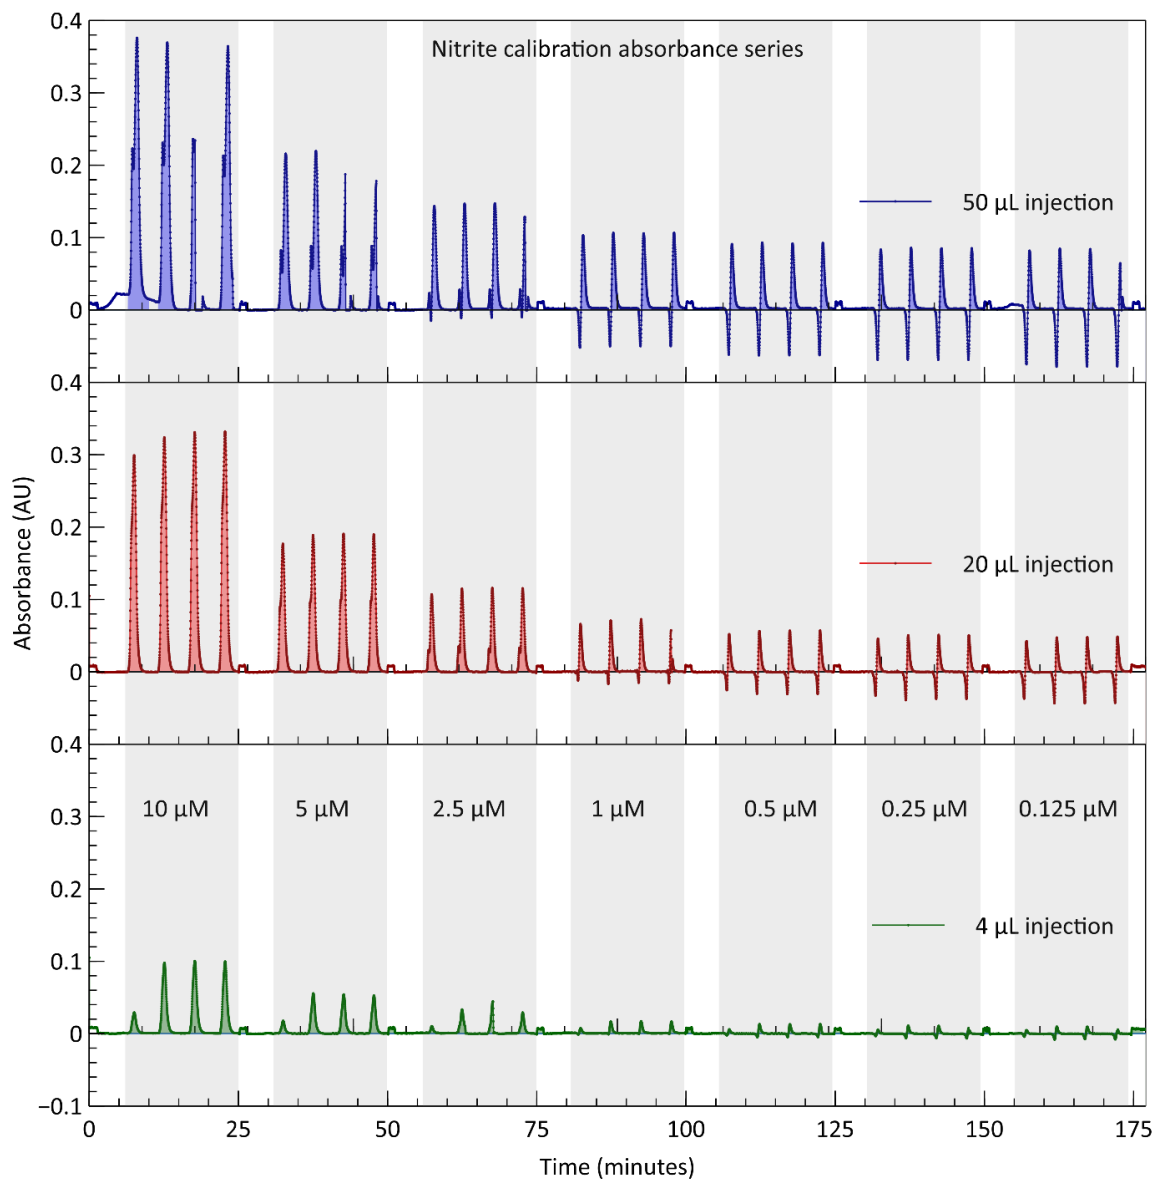 0.4
Nitrite calibration absorbance series
0.3
0.2
50 µL injection
0.1
0
0.4
0.3
Absorbance (AU)
0.2
20 µL injection
0.1
0
0.4
10 µM 5 µM 2.5 µM 1 µM 0.5 µM 0.25 µM 0.125 µM
0.3
0.2
4 µL injection
0.1
0
−0.1
0 25 50 75 100 125 150 175
Time (minutes)